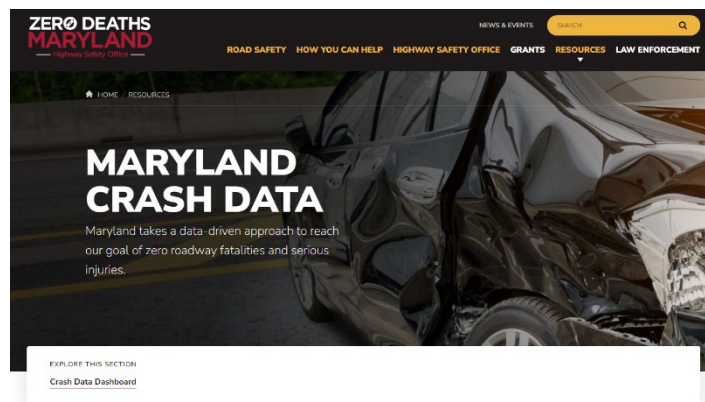 ZERO DEATHS
MARYLAND
Highway Safety Office
NEWS & EVENTS
SEARCH
ROAD SAFETY HOW YOU CAN HELP HIGHWAY SAFETY OFFICE GRANTS RESOURCES LAW ENFORCEMENT
HOME / RESOURCES
MARYLAND
CRASH DATA
Maryland takes a data-driven approach to reach
our goal of zero roadway fatalities and serious
injuries.
EXPLORE THIS SECTION
Crash Data Dashboard